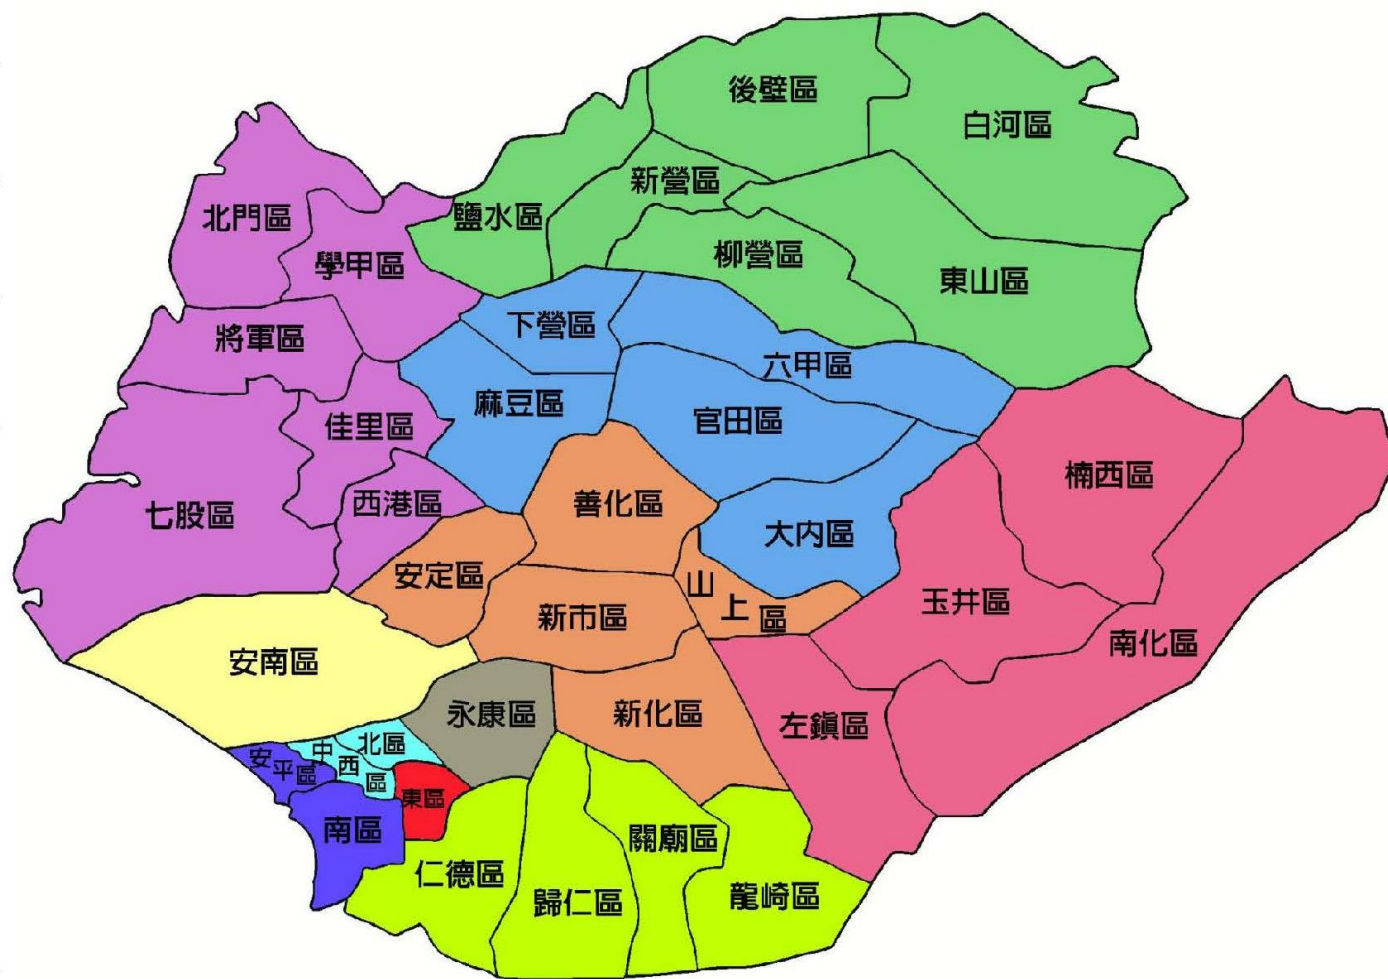 後壁區
白河區
新營區
北門區
鹽水區
學甲區
柳營區
東山區
下營區
將軍區
六甲區
麻豆區
官田區
佳里區
楠西區
西港區
善化區
七股區
大内區
安定區
山上區
玉井區
新市區
南化區
安南區
永康區
新化區
左鎮區
北區
中西區
安平區
東區
南區
關廟區
仁德區
龍崎區
歸仁區